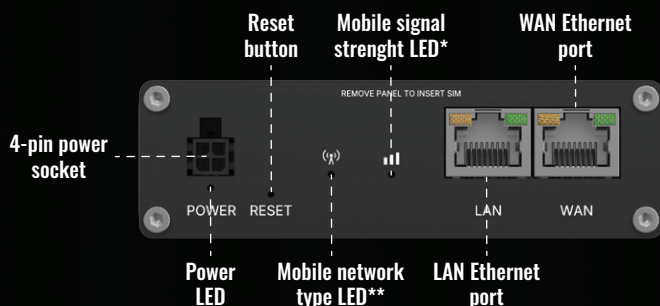 Reset
button
Mobile signal
strenght LED*
WAN Ethernet
port
REMOVE PANEL TO INSERT SIM
4-pin power
socket
POWER
RESET
LAN
WAN
Power
LED
Mobile network
type LED**
LAN Ethernet
port